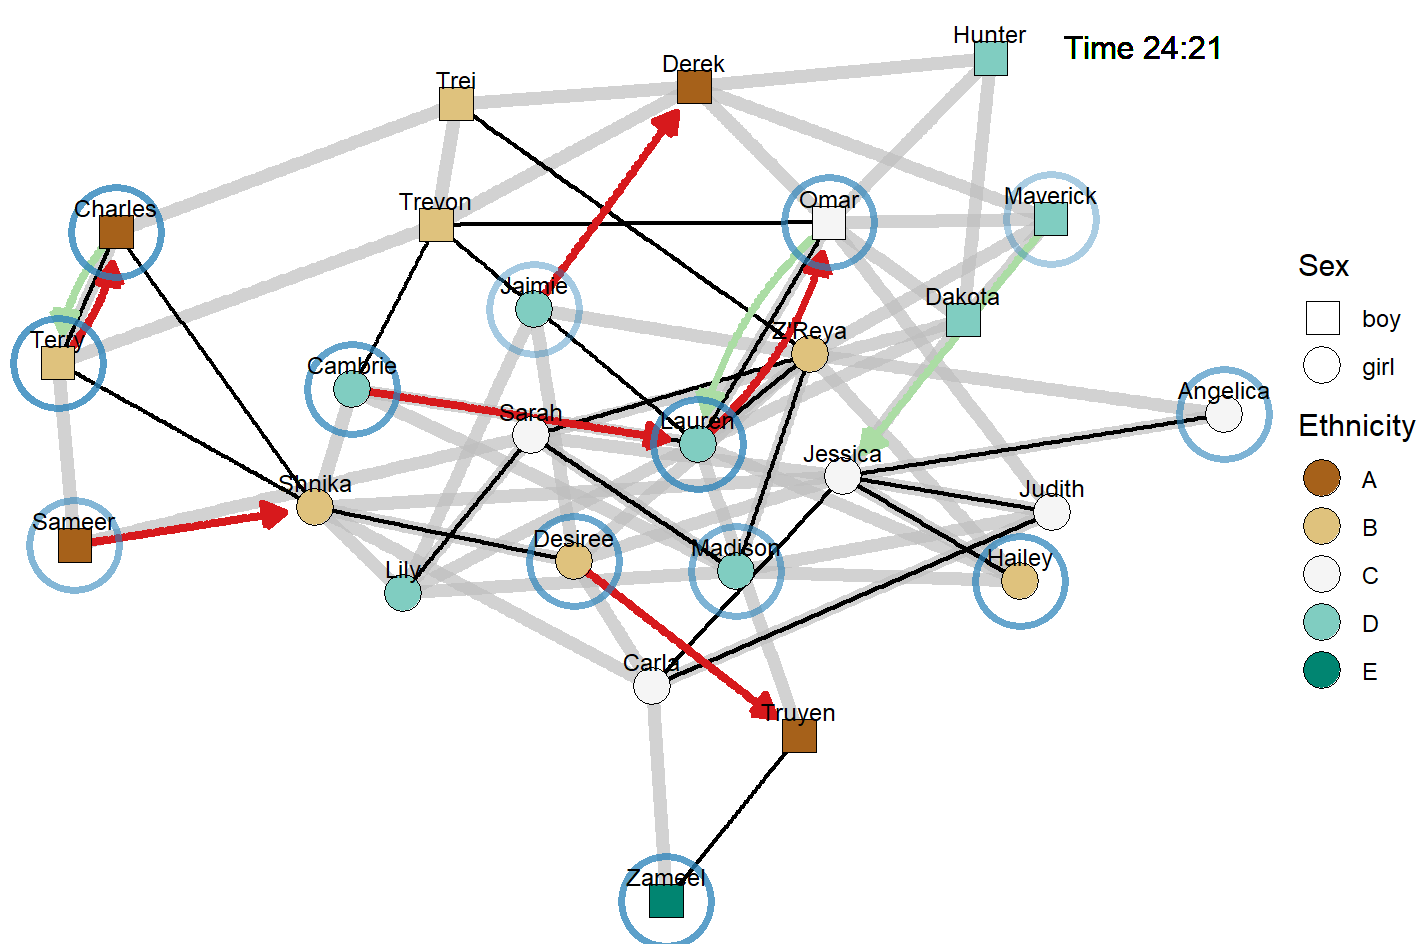 Hunter
Time 24:21
Derek
Trei
Maverick
Omar
Trevon
Charles
Sex
Jaimie
Dakota
boy
Z'Reya
Terry
Cambrie
girl
Angelica
Sarah
Lauren
Ethnicity
Jessica
A
Shnika
Judith
Sameer
B
Desiree
Madison
Hailey
Lily
C
D
Carla
E
Truyen
Zameel